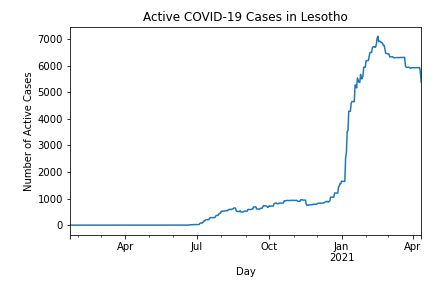 Active COVID-19 Cases in Lesotho
Number of Active Cases
7000
6000
5000
4000
3000
2000
1000
0
Apr Jul Oct Jan Apr
2021
Day